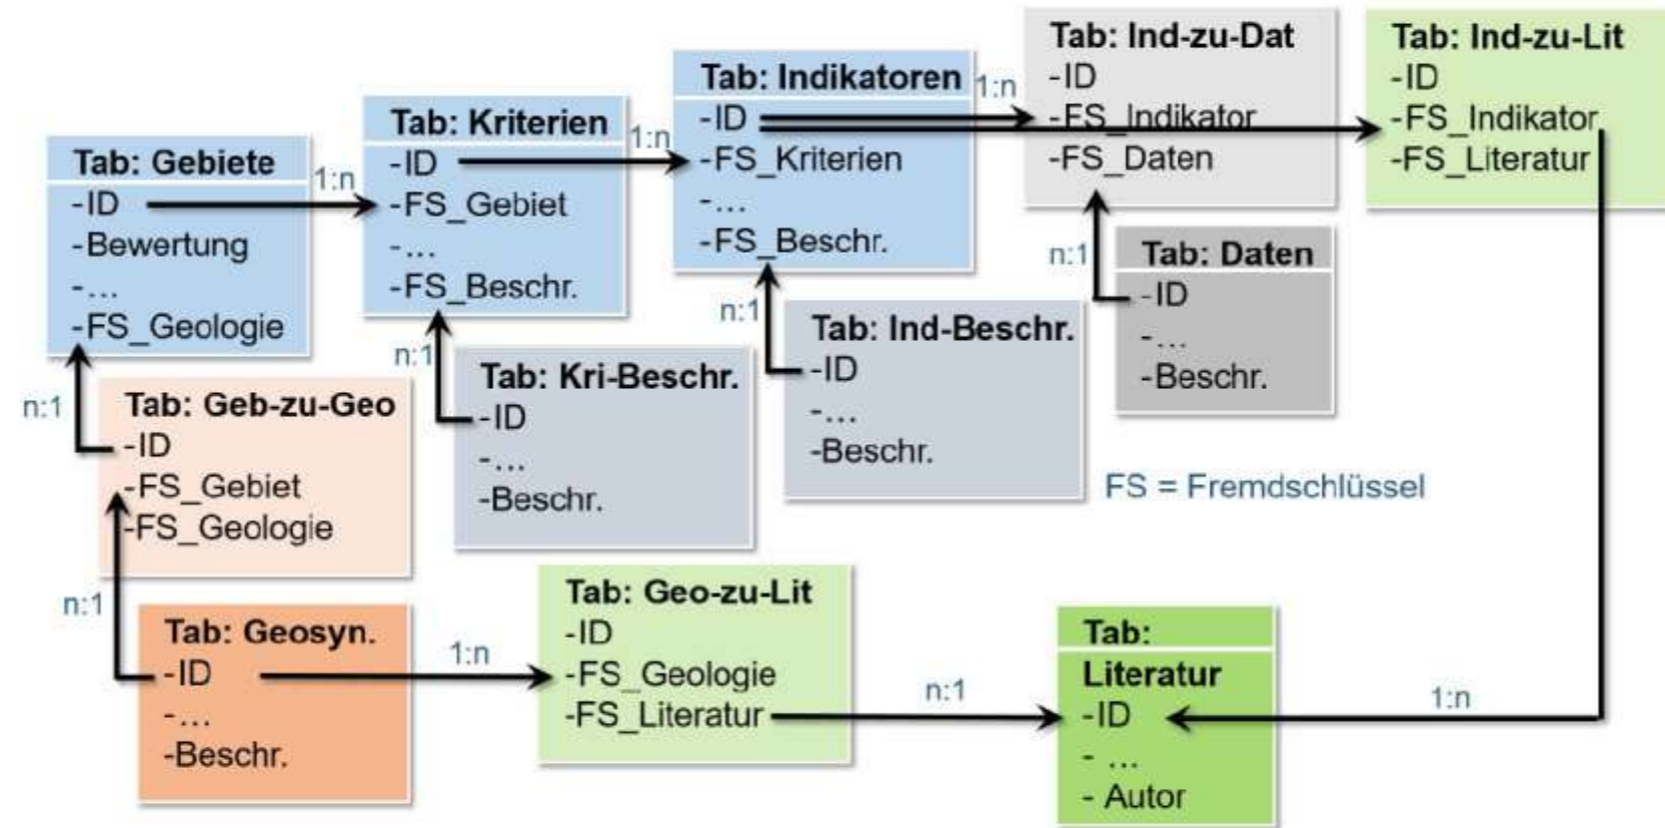 Tab: Gebiete
-ID
-Bewertung
-...
-FS_Geologie
1:n
Tab: Kriterien
-ID
-FS_Gebiet
-...
-FS_Beschr.
1:n
Tab: Indikatoren
-ID
-FS_Kriterien
-...
-FS_Beschr.
1:n
Tab: Ind-zu-Dat
-ID
-FS_Indikator
-FS_Daten
Tab: Ind-zu-Lit
-ID
-FS_Indikator
-FS_Literatur
n:1
Tab: Geb-zu-Geo
-ID
-FS_Gebiet
-FS_Geologie
n:1
Tab: Kri-Beschr.
-ID
-...
-Beschr.
n:1
Tab: Ind-Beschr.
-ID
-...
-Beschr.
n:1
Tab: Daten
-ID
-...
-Beschr.
FS = Fremdschlüssel
n:1
Tab: Geosyn.
-ID
-...
-Beschr.
1:n
Tab: Geo-zu-Lit
-ID
-FS_Geologie
-FS_Literatur
n:1
Tab:
Literatur
-ID
- ...
- Autor
1:n